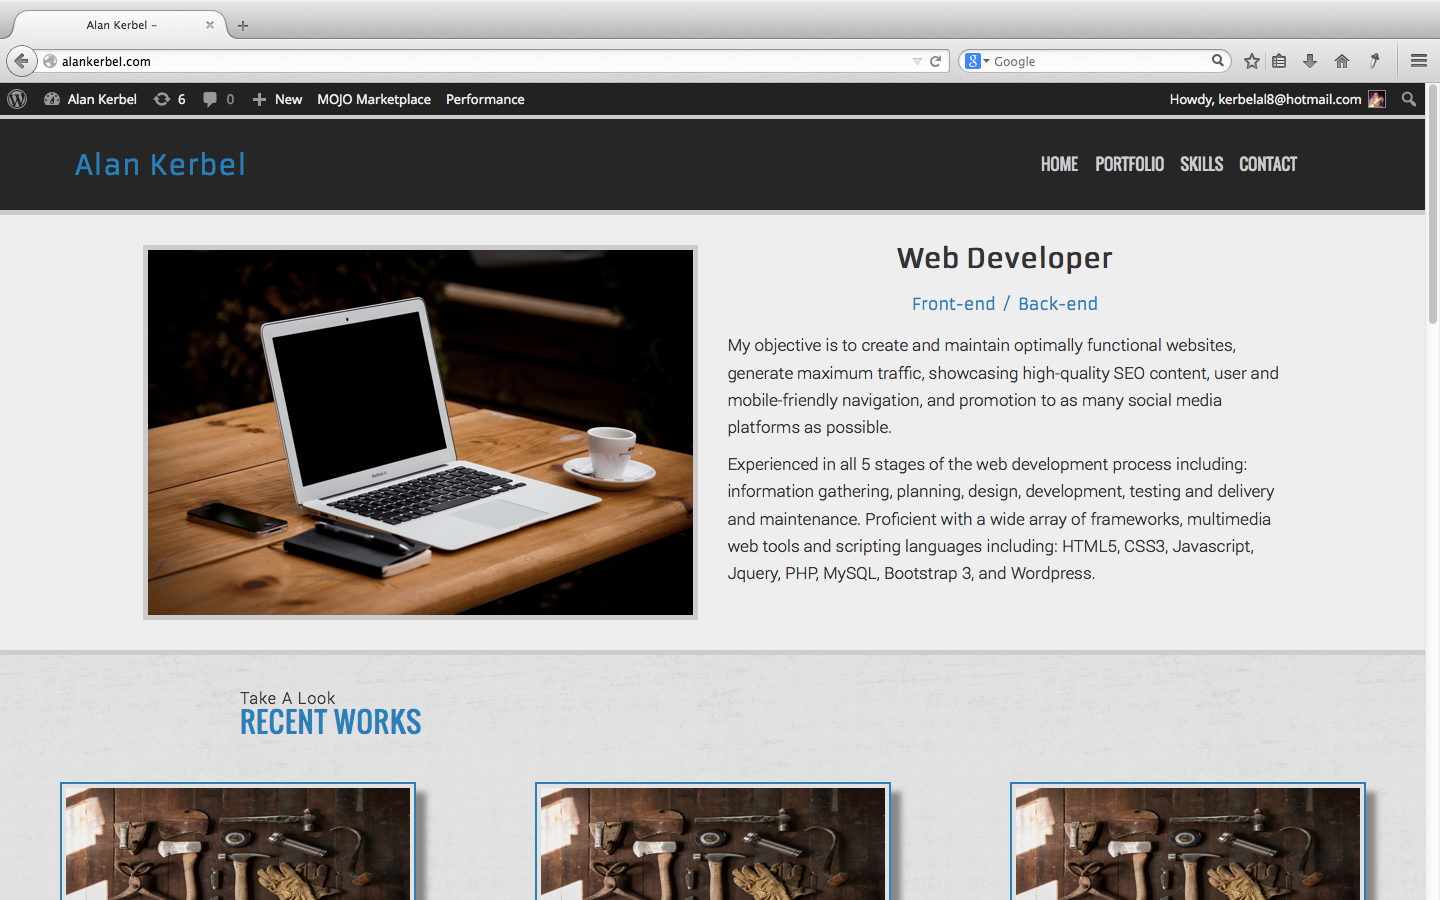 Alan Kerbel –
alankerbel.com
8 Google
Alan Kerbel 6 0 New MOJO Marketplace Performance Howdy, kerbelal8@hotmail.com
Alan Kerbel
HOME PORTFOLIO SKILLS CONTACT
Web Developer
Front-end / Back-end
My objective is to create and maintain optimally functional websites,
generate maximum traffic, showcasing high-quality SEO content, user and
mobile-friendly navigation, and promotion to as many social media
platforms as possible.
Experienced in all 5 stages of the web development process including:
information gathering, planning, design, development, testing and delivery
and maintenance. Proficient with a wide array of frameworks, multimedia
web tools and scripting languages including: HTML5, CSS3, Javascript,
Jquery, PHP, MySQL, Bootstrap 3, and Wordpress.
Take A Look
RECENT WORKS